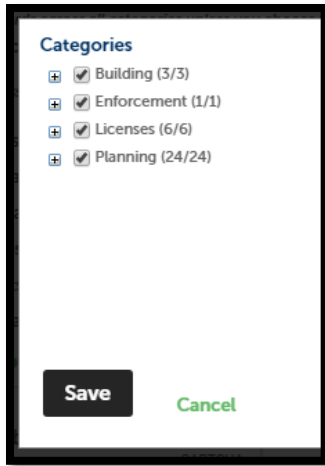 Categories
Building (3/3)
Enforcement (1/1)
Licenses (6/6)
Planning (24/24)
Save
Cancel